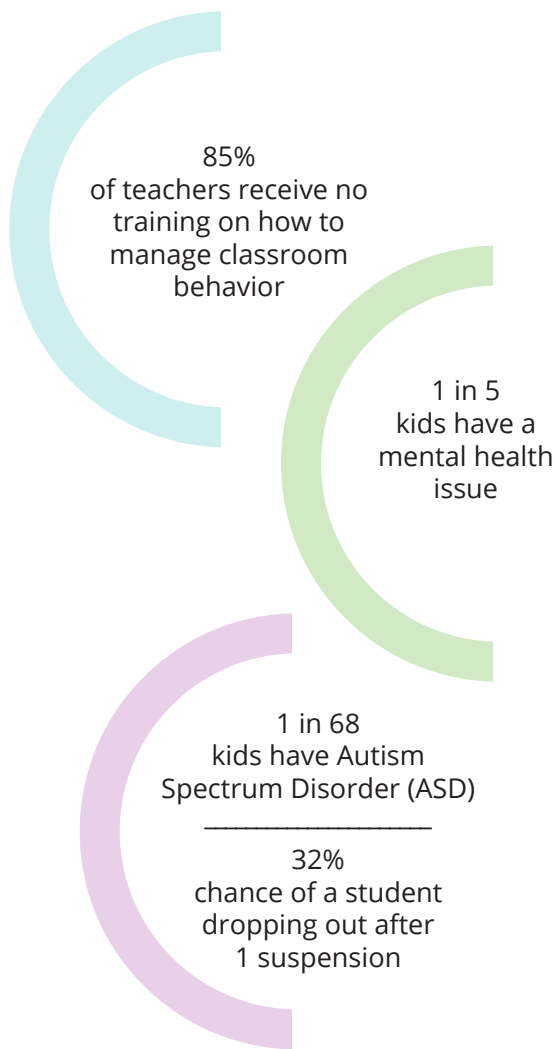 85%
of teachers receive no
training on how to
manage classroom
behavior
1 in 5
kids have a
mental health
issue
1 in 68
kids have Autism
Spectrum Disorder (ASD)
32%
chance of a student
dropping out after
1 suspension